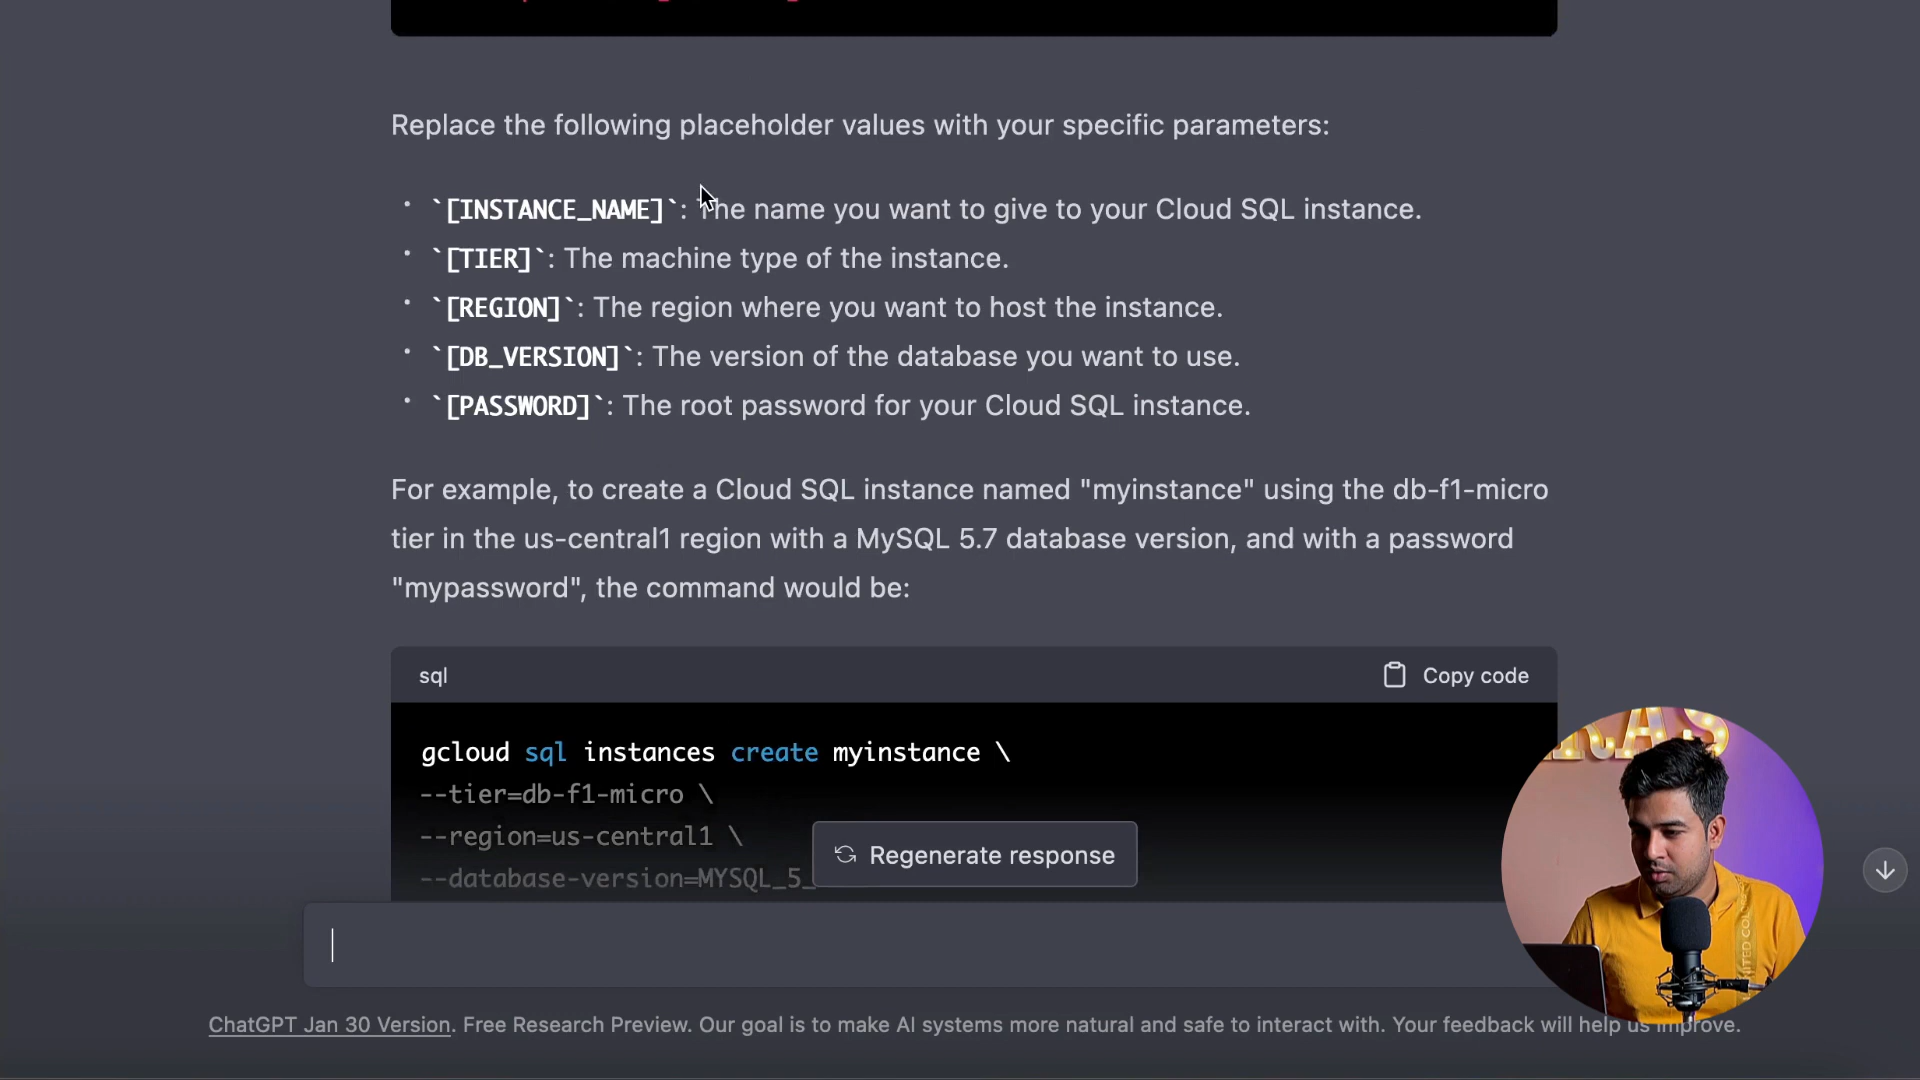 Replace the following placeholder values with your specific parameters:
`[INSTANCE_NAME]`: The name you want to give to your Cloud SQL instance.
`[TIER]`: The machine type of the instance.
`[REGION]`: The region where you want to host the instance.
`[DB_VERSION]`: The version of the database you want to use.
`[PASSWORD]`: The root password for your Cloud SQL instance.
For example, to create a Cloud SQL instance named "myinstance" using the db-f1-micro
tier in the us-central1 region with a MySQL 5.7 database version, and with a password
"mypassword", the command would be:
sql
Copy code
gcloud sql instances create myinstance \
--tier=db-f1-micro \
--region=us-central1 \
--database-version=MYSQL_5_
Regenerate response
ChatGPT Jan 30 Version. Free Research Preview. Our goal is to make AI systems more natural and safe to interact with. Your feedback will help us improve.